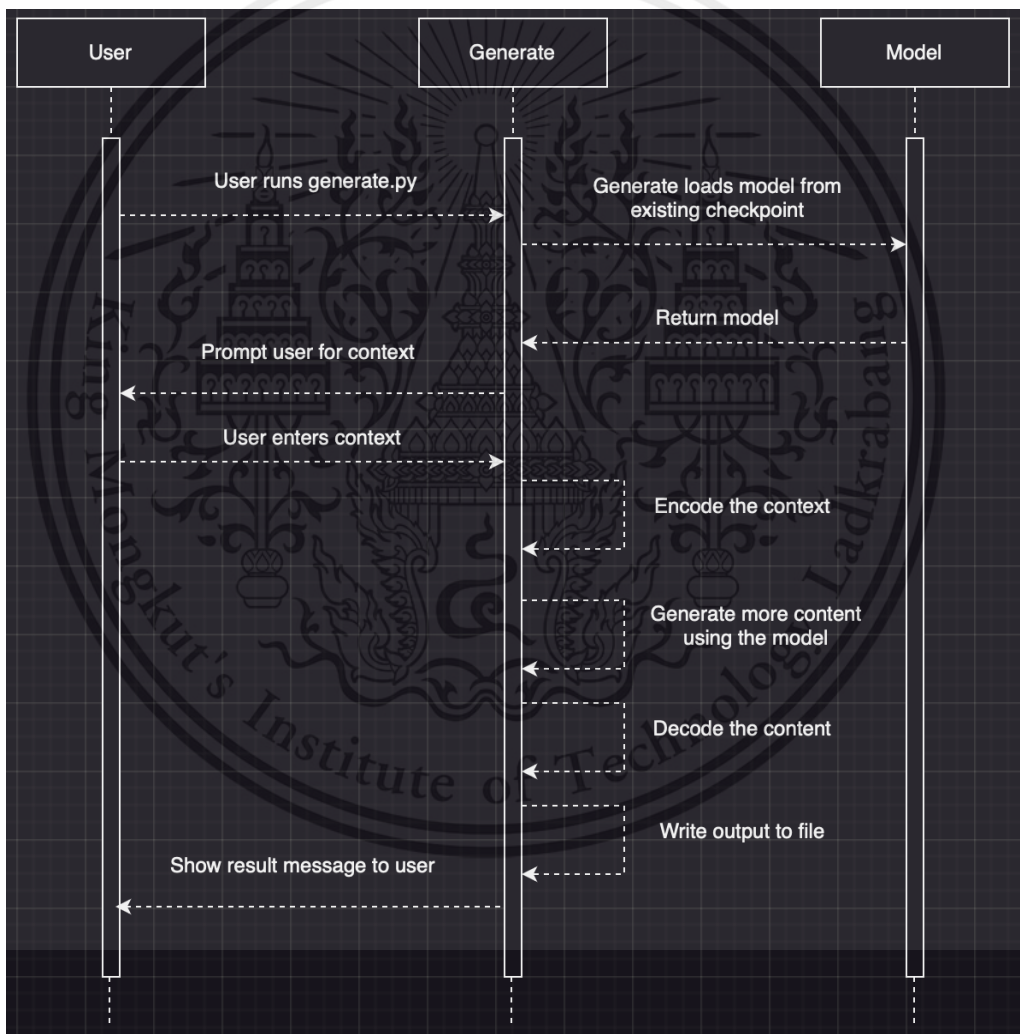 User
Generate
Model
User runs generate.py
Generate loads model from
existing checkpoint
Return model
Prompt user for context
User enters context
Encode the context
Generate more content
using the model
Decode the content
Write output to file
Show result message to user
King Mongkut's Institute of Technology Ladkrabang